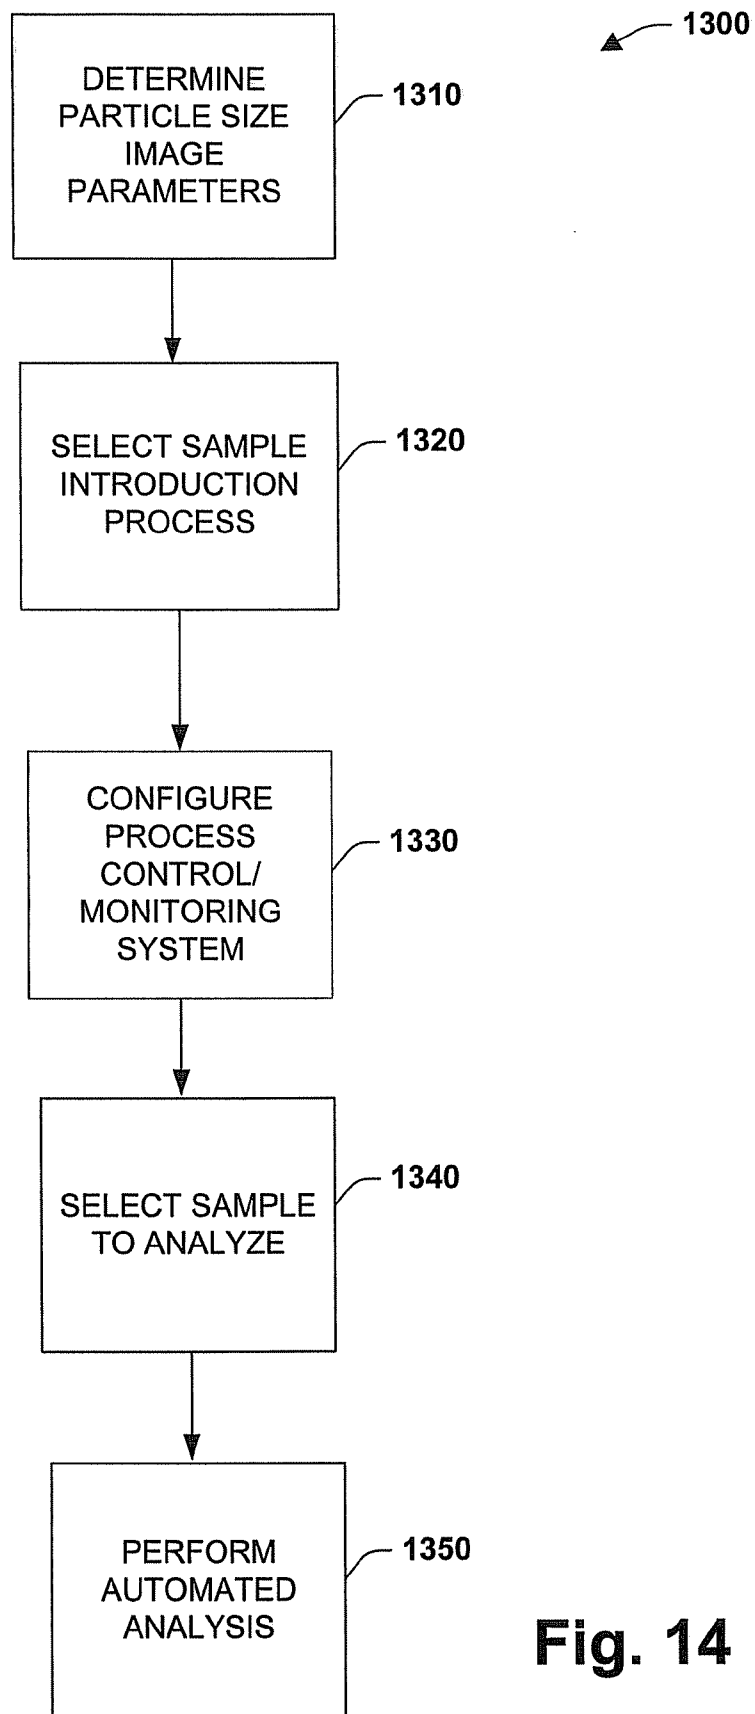 1300
DETERMINE
PARTICLE SIZE
IMAGE
PARAMETERS
1310
SELECT SAMPLE
INTRODUCTION
PROCESS
1320
CONFIGURE
PROCESS
CONTROL/
MONITORING
SYSTEM
1330
SELECT SAMPLE
TO ANALYZE
1340
PERFORM
AUTOMATED
ANALYSIS
1350
Fig. 14